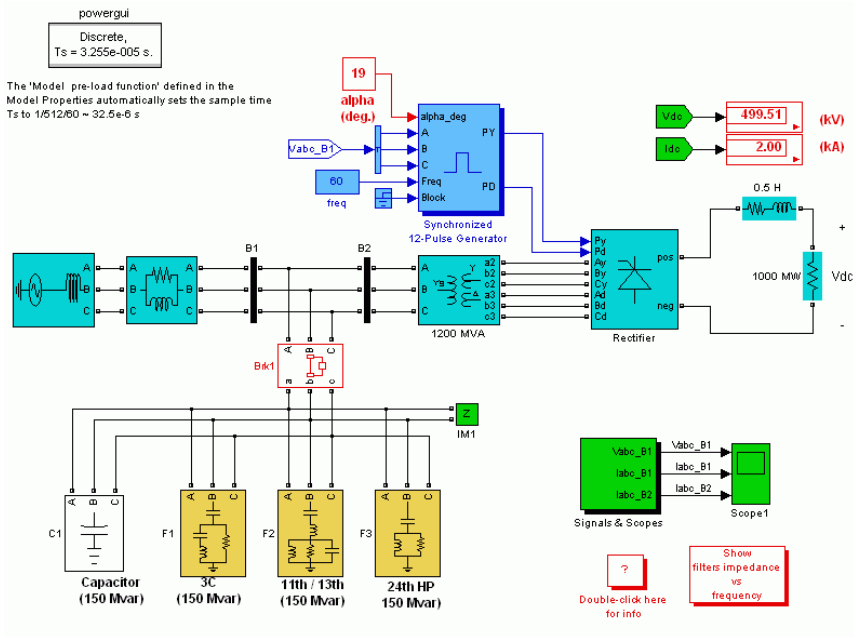 powergui
Discrete,
Ts = 3.255e-005 s.
The 'Model pre-load function' defined in the
Model Properties automatically sets the sample time
Ts to 1/512/60 ~ 32.5e-6 s
19
alpha
(deg.)
Vabc_B1
60
freq
alpha_deg
A
B
C
Freq
Block
PY
PD
Synchronized
12-Pulse Generator
Vdc
499.51
(kV)
Idc
2.00
(kA)
0.5 H
+
1000 MW
Vdc
-
A
B
C
A
B
C
A
B
C
B1
B2
A
B
C
Yg
Y
Δ
a2
b2
c2
a3
b3
c3
1200 MVA
Py
Pd
Ay
By
Cy
Ad
Bd
Cd
pos
neg
Rectifier
A
B
C
Brk1
a
b
c
Z
IM1
A
B
C
C1
Capacitor
(150 Mvar)
A
B
C
F1
3C
(150 Mvar)
A
B
C
F2
11th / 13th
(150 Mvar)
A
B
C
F3
24th HP
150 Mvar)
Vabc_B1
Iabc_B1
Iabc_B2
Vabc_B1
Iabc_B1
Iabc_B2
Signals & Scopes
Scope1
?
Double-click here
for info
Show
filters impedance
vs
frequency